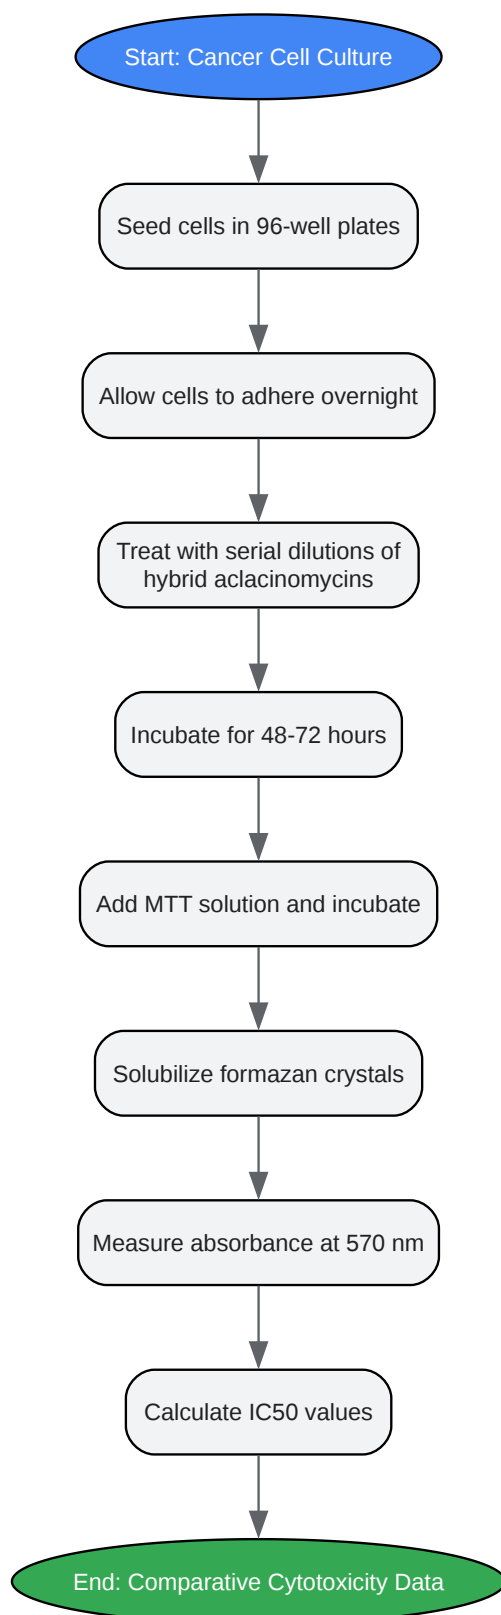 Start: Cancer Cell Culture
Seed cells in 96-well plates
Allow cells to adhere overnight
Treat with serial dilutions of
hybrid aclacinomycins
Incubate for 48-72 hours
Add MTT solution and incubate
Solubilize formazan crystals
Measure absorbance at 570 nm
Calculate IC50 values
End: Comparative Cytotoxicity Data